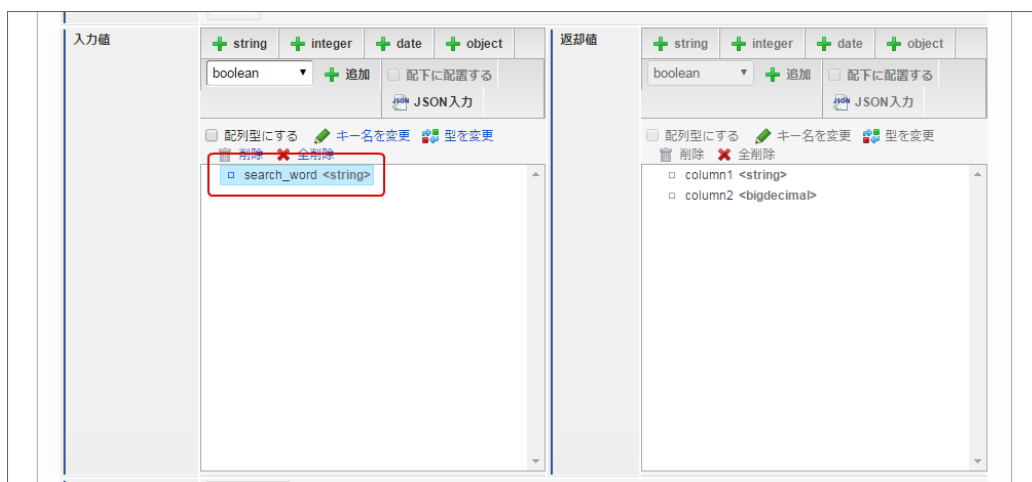 入力値
string integer date object
boolean 追加 配下に配置する
JSON JSON入力
配列型にする キー名を変更 型を変更
削除 全削除
search_word <string>
返却値
string integer date object
boolean 追加 配下に配置する
JSON JSON入力
配列型にする キー名を変更 型を変更
削除 全削除
column1 <string>
column2 <bigdecimal>